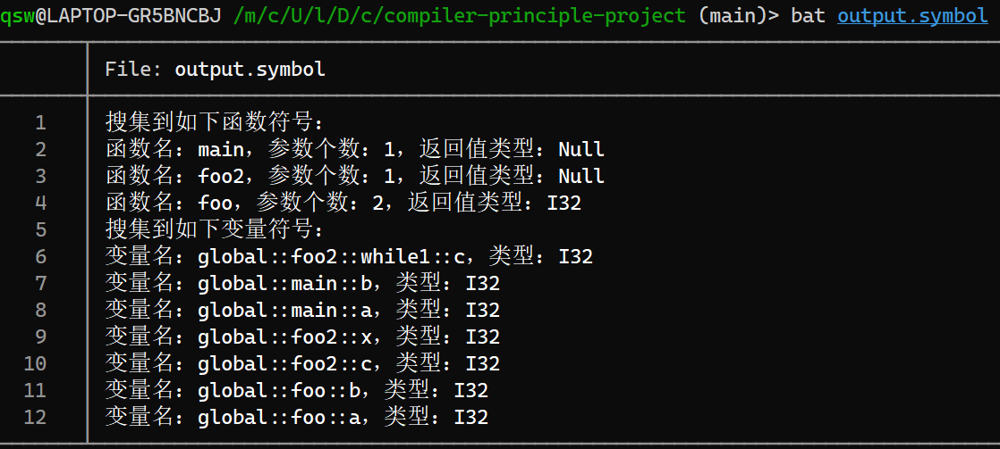 qsw@LAPTOP-GR5BNCBJ /m/c/U/l/D/c/compiler-principle-project (main)> bat output.symbol
File: output.symbol
1 搜集到如下函数符号：
2 函数名：main，参数个数：1，返回值类型：Null
3 函数名：foo2，参数个数：1，返回值类型：Null
4 函数名：foo，参数个数：2，返回值类型：I32
5 搜集到如下变量符号：
6 变量名：global::foo2::while1::c，类型：I32
7 变量名：global::main::b，类型：I32
8 变量名：global::main::a，类型：I32
9 变量名：global::foo2::x，类型：I32
10 变量名：global::foo2::c，类型：I32
11 变量名：global::foo::b，类型：I32
12 变量名：global::foo::a，类型：I32